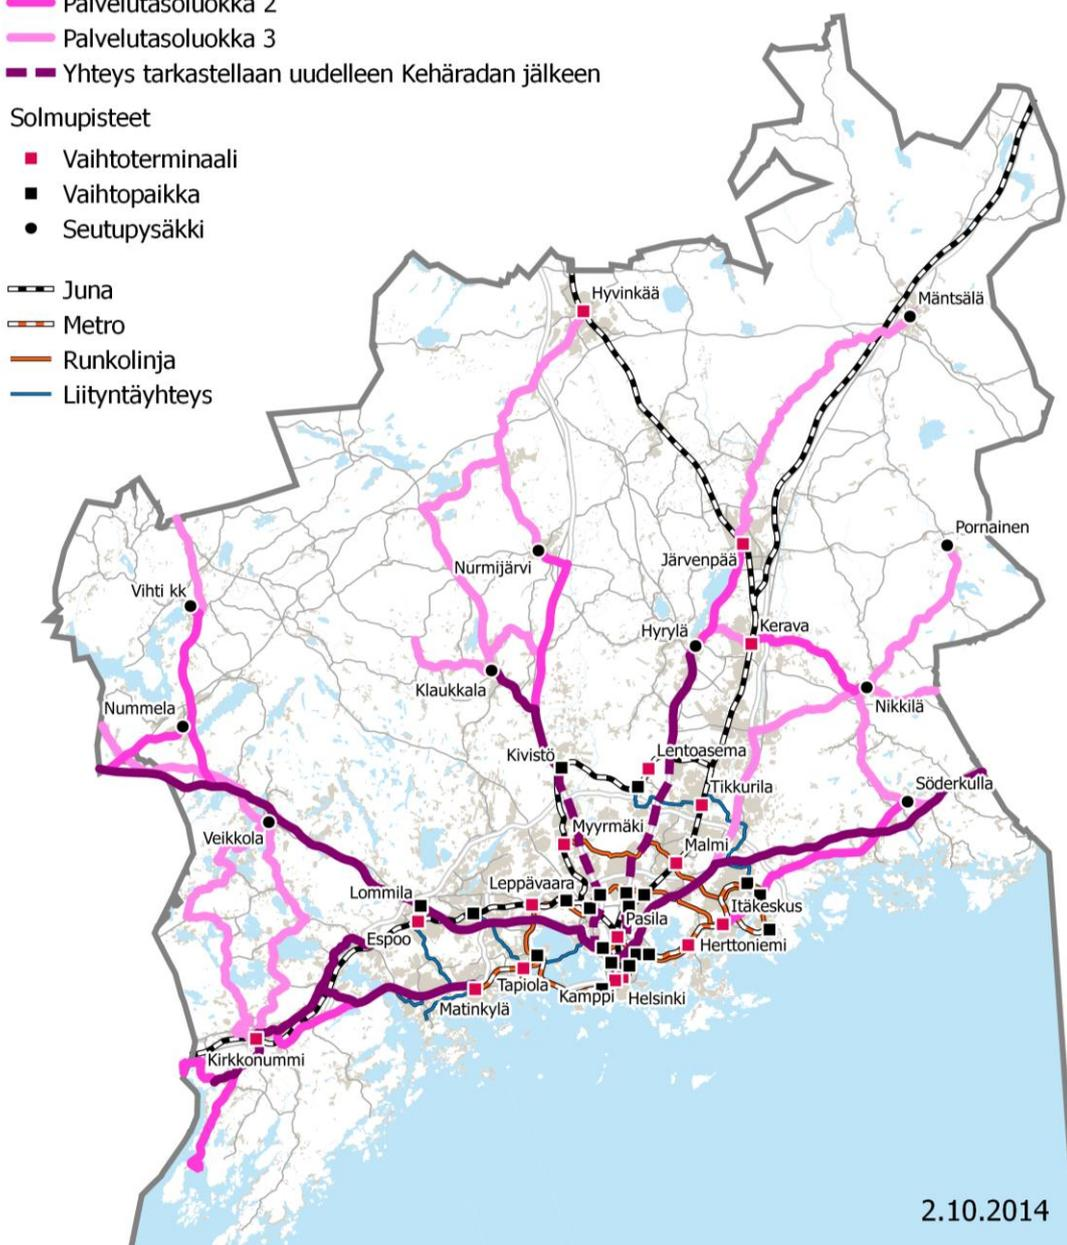 Palvelutasoluokka 2
Palvelutasoluokka 3
Yhteys tarkastellaan uudelleen Kehäradan jälkeen
Solmupisteet
Vaihtoterminaali
Vaihtopaikka
Seutupysäkki
Juna
Metro
Runkolinja
Liityntäyhteys
Hyvinkää
Mäntsälä
Pornainen
Järvenpää
Nurmijärvi
Vihti kk
Hyrylä
Kerava
Klaukkala
Nikkilä
Nummela
Kivistö
Lentoasema
Tikkurila
Söderkulla
Veikkola
Myyrmäki
Malmi
Lommila
Leppävaara
Itäkeskus
Pasila
Espoo
Herttoniemi
Tapiola
Kamppi
Helsinki
Matinkylä
Kirkkonummi
2.10.2014